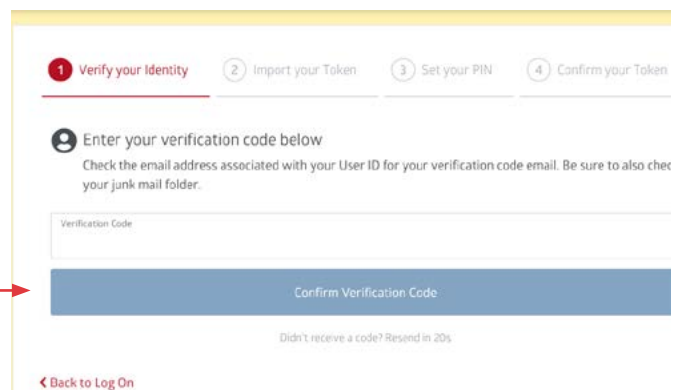 1 Verify your Identity 2 Import your Token 3 Set your PIN 4 Confirm your Token
Enter your verification code below
Check the email address associated with your User ID for your verification code email. Be sure to also chec
your junk mail folder.
Verification Code
Confirm Verification Code
Didn't receive a code? Resend in 20s
Back to Log On